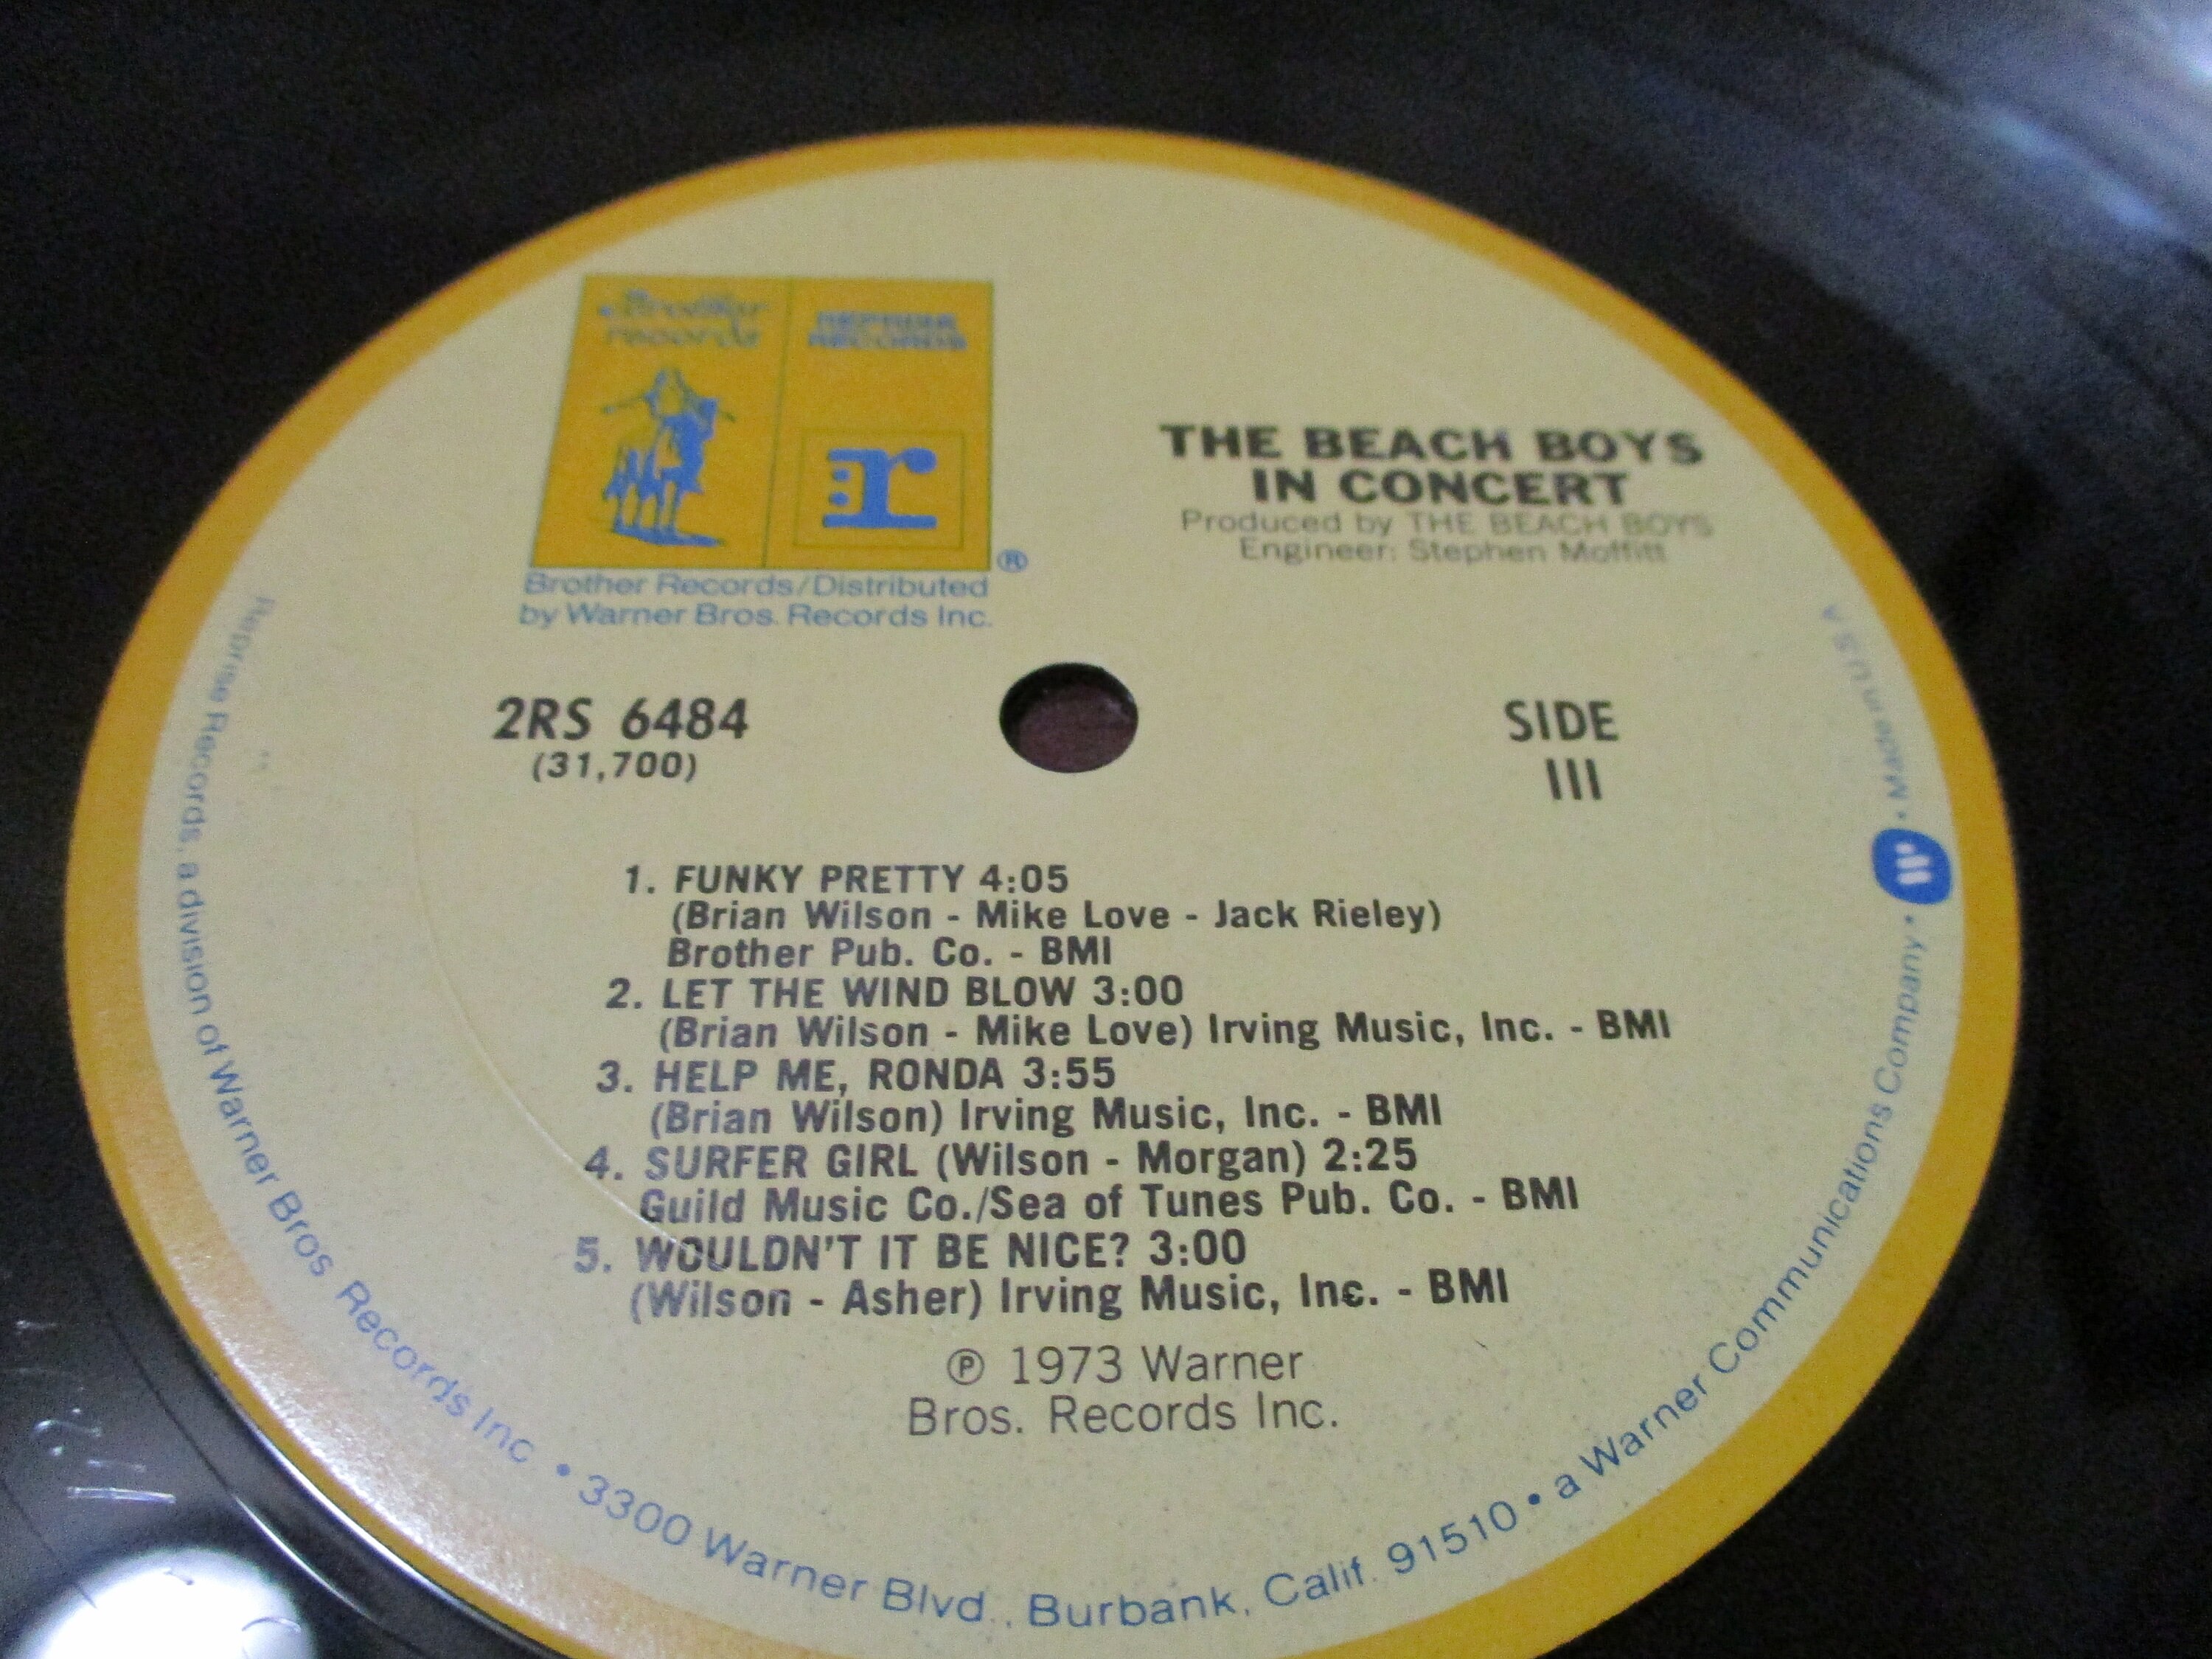 Brother
records
REPRISE
RECORDS
r
®
Brother Records/Distributed
by Warner Bros. Records Inc.
THE BEACH BOYS
IN CONCERT
Produced by THE BEACH BOYS
Engineer: Stephen Moffitt
2RS 6484
(31,700)
SIDE
III
1. FUNKY PRETTY 4:05
(Brian Wilson - Mike Love - Jack Rieley)
Brother Pub. Co. - BMI
2. LET THE WIND BLOW 3:00
(Brian Wilson - Mike Love) Irving Music, Inc. - BMI
3. HELP ME, RONDA 3:55
(Brian Wilson) Irving Music, Inc. - BMI
4. SURFER GIRL (Wilson - Morgan) 2:25
Guild Music Co./Sea of Tunes Pub. Co. - BMI
5. WOULDN'T IT BE NICE? 3:00
(Wilson - Asher) Irving Music, Inc. - BMI
℗ 1973 Warner
Bros. Records Inc.
Reprise Records, a division of Warner Bros. Records Inc. • 3300 Warner Blvd., Burbank, Calif. 91510 • a Warner Communications Company • W • Made in U.S.A.